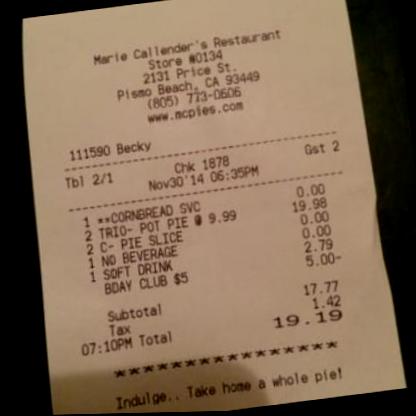 Marie Callender's Restaurant
Store #0134
2131 Price St.
Pismo Beach, CA 93449
(805) 773-0606
www.mcpies.com
111590 Becky
Tbl 2/1 Chk 1878 Gst 2
Nov30'14 06:35PM
1 **CORNBREAD SVC 0.00
2 TRIO- POT PIE @ 9.99 19.98
2 C- PIE SLICE 0.00
1 NO BEVERAGE 0.00
1 SOFT DRINK 2.79
BDAY CLUB $5 5.00-
Subtotal 17.77
Tax 1.42
07:10PM Total 19.19
********************
Indulge.. Take home a whole pie!